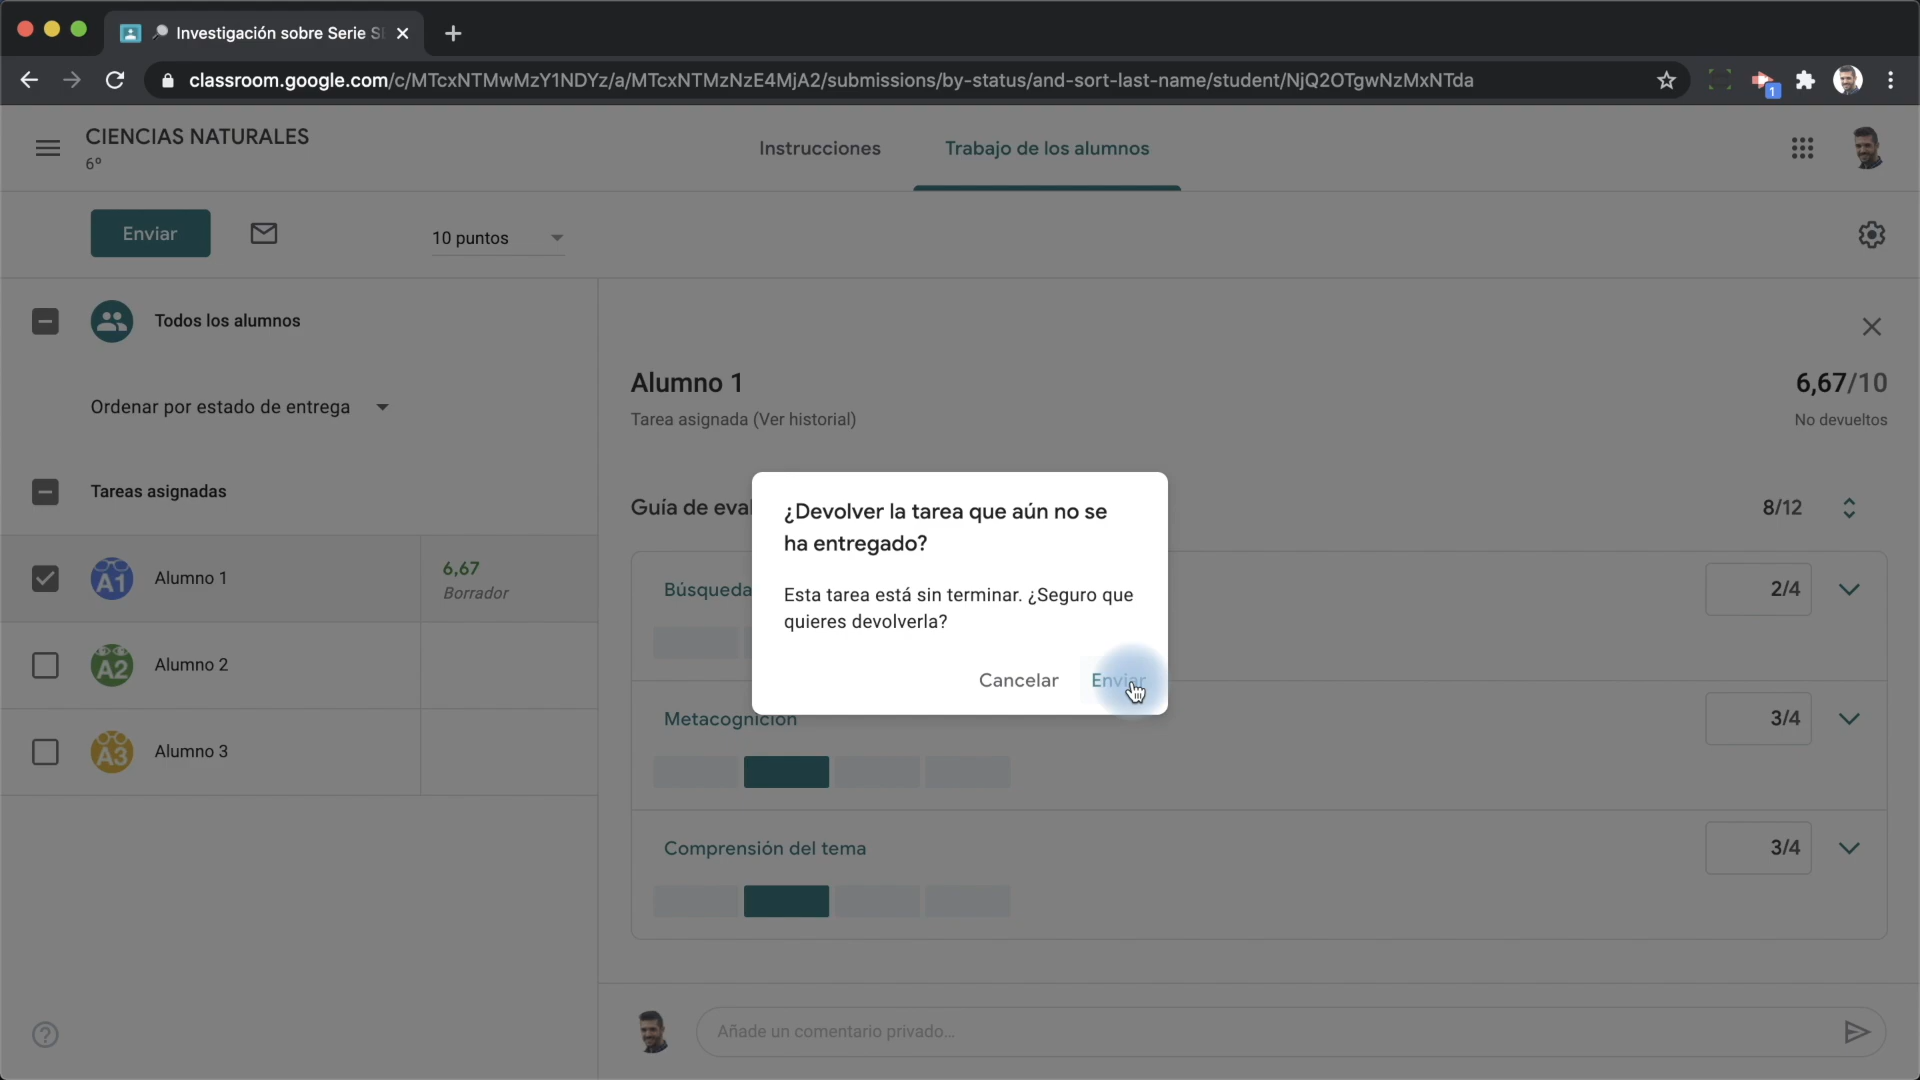 Investigación sobre Serie
classroom.google.com/c/MTcxNTMwMzY1NDYz/a/MTcxNTMzNzE4MjA2/submissions/by-status/and-sort-last-name/student/NjQ2OTgwNzMxNTda
1
CIENCIAS NATURALES
6º
Instrucciones
Trabajo de los alumnos
Enviar
10 puntos
Todos los alumnos
Ordenar por estado de entrega
Tareas asignadas
A1
Alumno 1
6,67
Borrador
A2
Alumno 2
A3
Alumno 3
Alumno 1
6,67/10
Tarea asignada (Ver historial)
No devueltos
Guía de eval
8/12
Búsqueda
2/4
Metacognición
3/4
Comprensión del tema
3/4
¿Devolver la tarea que aún no se
ha entregado?
Esta tarea está sin terminar. ¿Seguro que
quieres devolverla?
Cancelar
Enviar
Añade un comentario privado...